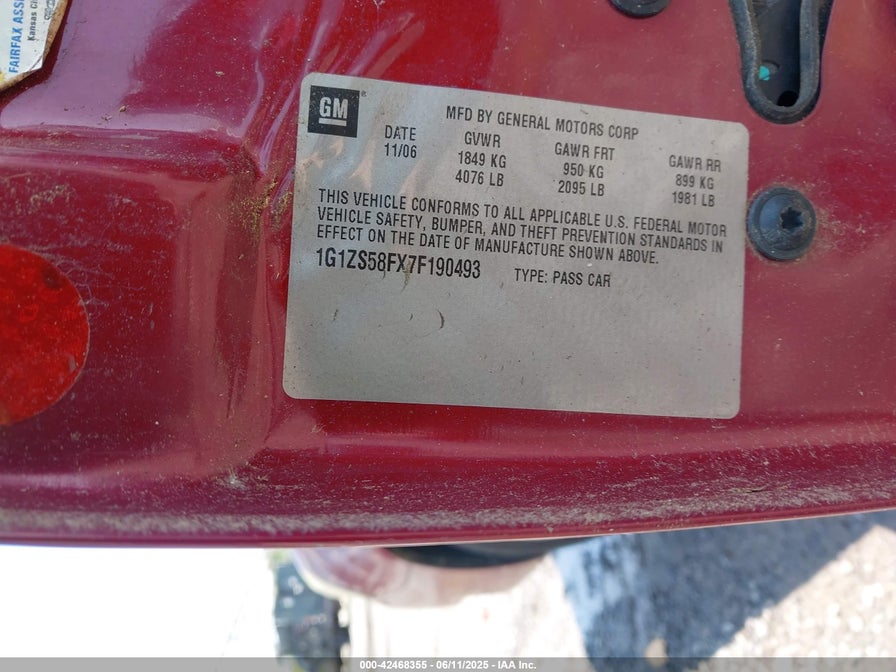 FAIRFAX ASS
Kansas Ci
GM
MFD BY GENERAL MOTORS CORP
DATE GVWR GAWR FRT GAWR RR
11/06 1849 KG 950 KG 899 KG
4076 LB 2095 LB 1981 LB
THIS VEHICLE CONFORMS TO ALL APPLICABLE U.S. FEDERAL MOTOR
VEHICLE SAFETY, BUMPER, AND THEFT PREVENTION STANDARDS IN
EFFECT ON THE DATE OF MANUFACTURE SHOWN ABOVE.
1G1ZS58FX7F190493 TYPE: PASS CAR
000-42468355 - 06/11/2025 - IAA Inc.